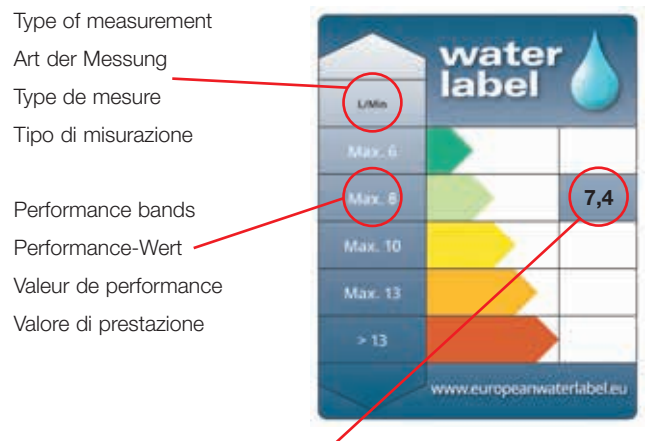 Type of measurement
Art der Messung
Type de mesure
Tipo di misurazione
Performance bands
Performance-Wert
Valeur de performance
Valore di prestazione
water
label
L/Min
Max. 6
Max. 8
7,4
Max. 10
Max. 13
> 13
www.europeanwaterlabel.eu